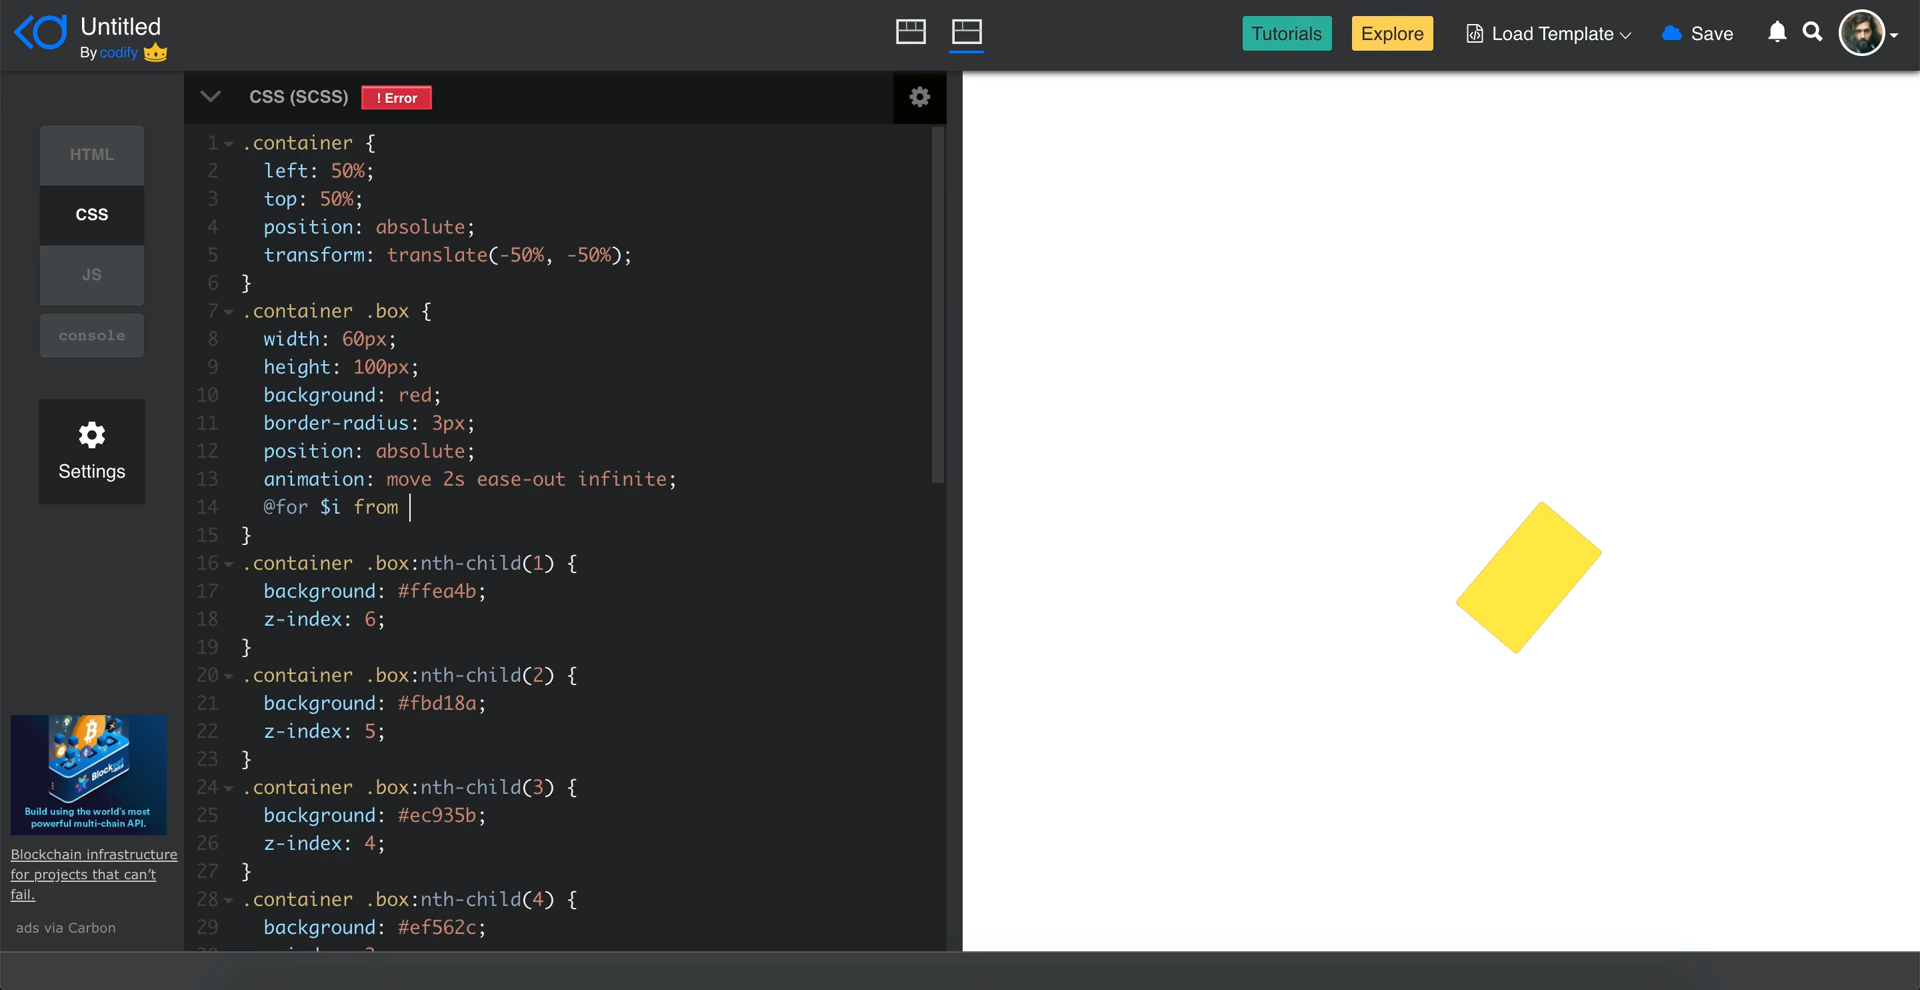 Untitled
By codify
Tutorials
Explore
Load Template
Save
HTML
CSS
JS
console
Settings
CSS (SCSS)
! Error
1 .container {
2 left: 50%;
3 top: 50%;
4 position: absolute;
5 transform: translate(-50%, -50%);
6 }
7 .container .box {
8 width: 60px;
9 height: 100px;
10 background: red;
11 border-radius: 3px;
12 position: absolute;
13 animation: move 2s ease-out infinite;
14 @for $i from
15 }
16 .container .box:nth-child(1) {
17 background: #ffea4b;
18 z-index: 6;
19 }
20 .container .box:nth-child(2) {
21 background: #fbd18a;
22 z-index: 5;
23 }
24 .container .box:nth-child(3) {
25 background: #ec935b;
26 z-index: 4;
27 }
28 .container .box:nth-child(4) {
29 background: #ef562c;
Build using the world's most
powerful multi-chain API.
Blockchain infrastructure
for projects that can't
fail.
ads via Carbon